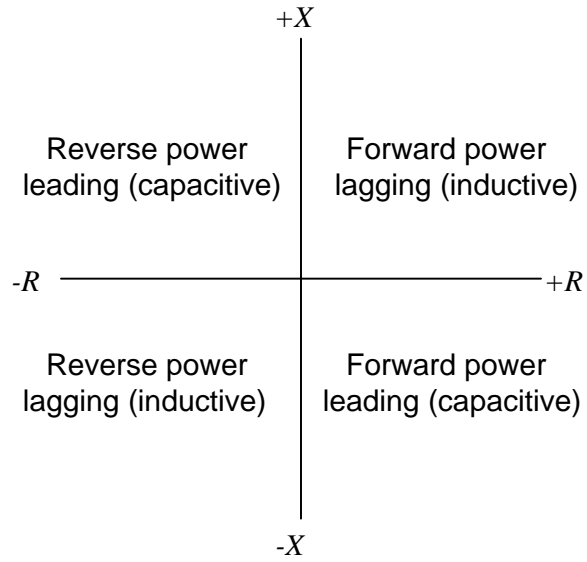 +X
Reverse power
leading (capacitive)
Forward power
lagging (inductive)
-R
+R
Reverse power
lagging (inductive)
Forward power
leading (capacitive)
-X